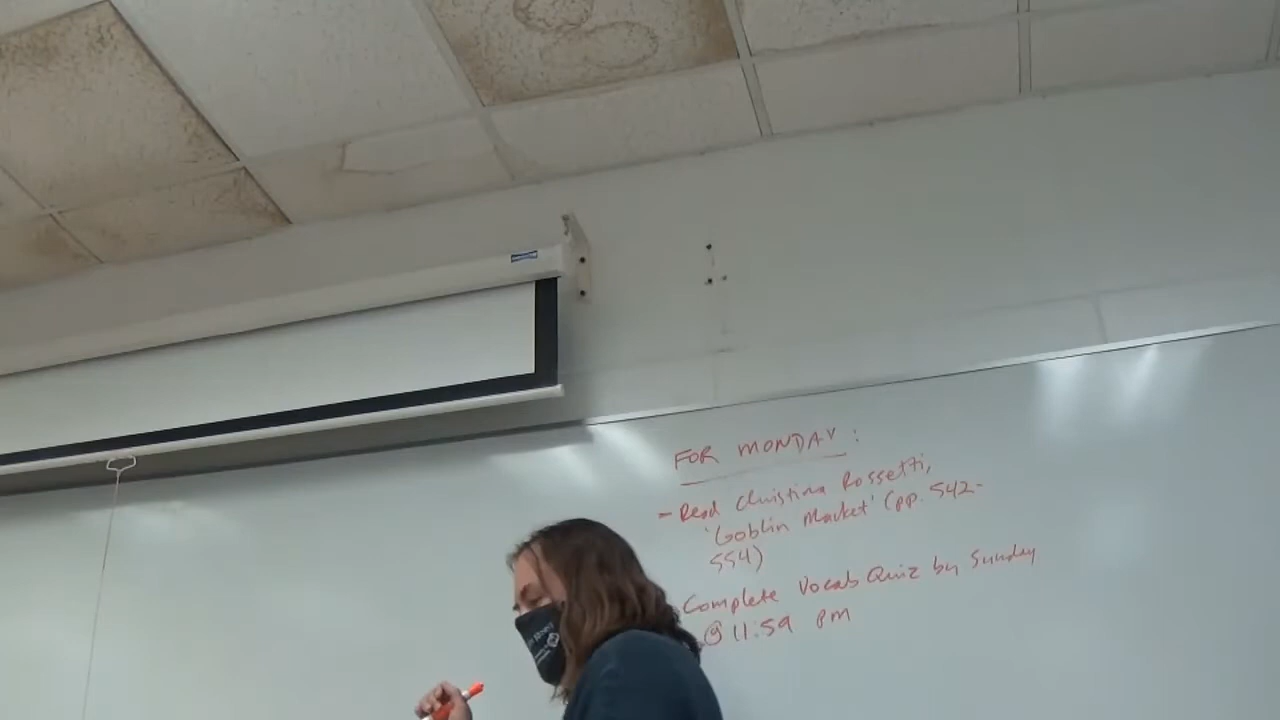 FOR MONDAY :
- Read Christina Rossetti,
'Goblin Market' (pp. 542-
554)
Complete Vocab Quiz by Sunday
@ 11:59 PM